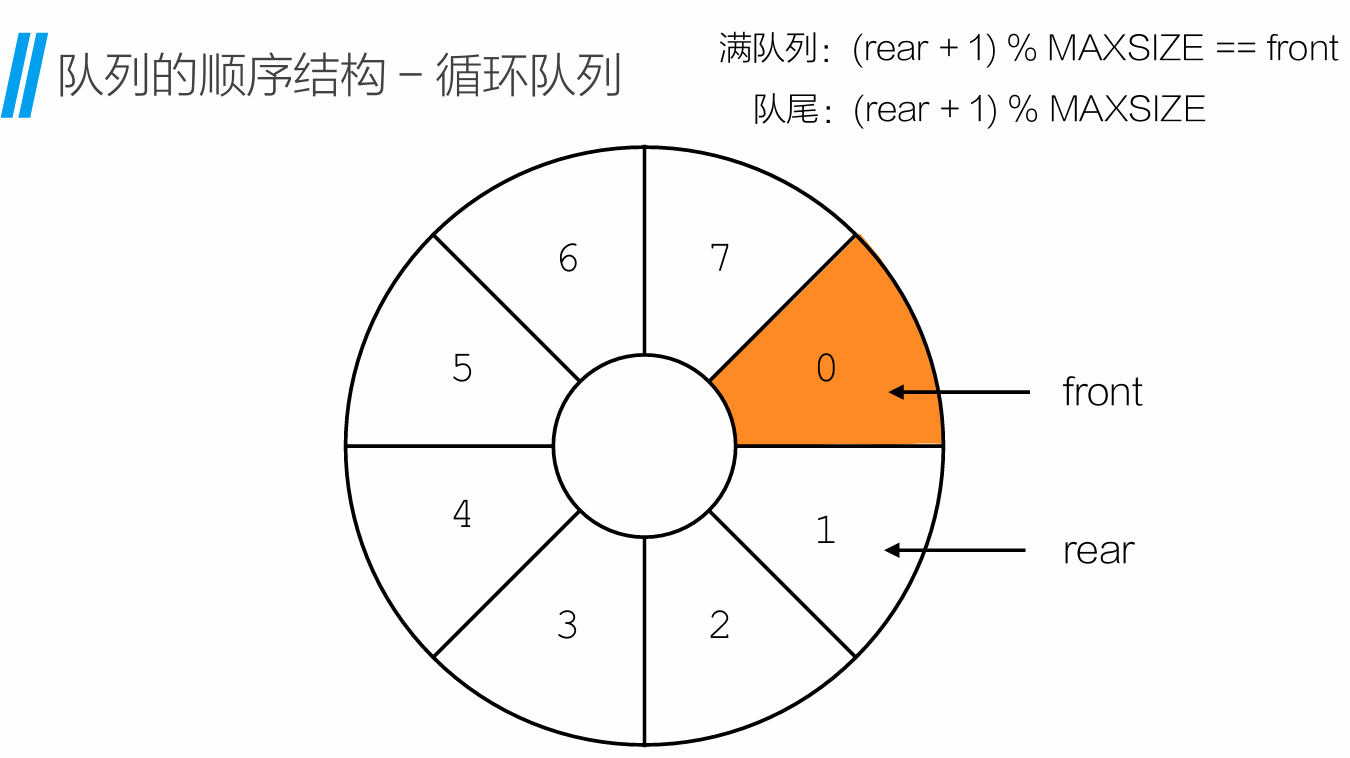 队列的顺序结构 – 循环队列
满队列：(rear + 1) % MAXSIZE == front
队尾：(rear + 1) % MAXSIZE
6
7
5
0
front
4
1
rear
3
2